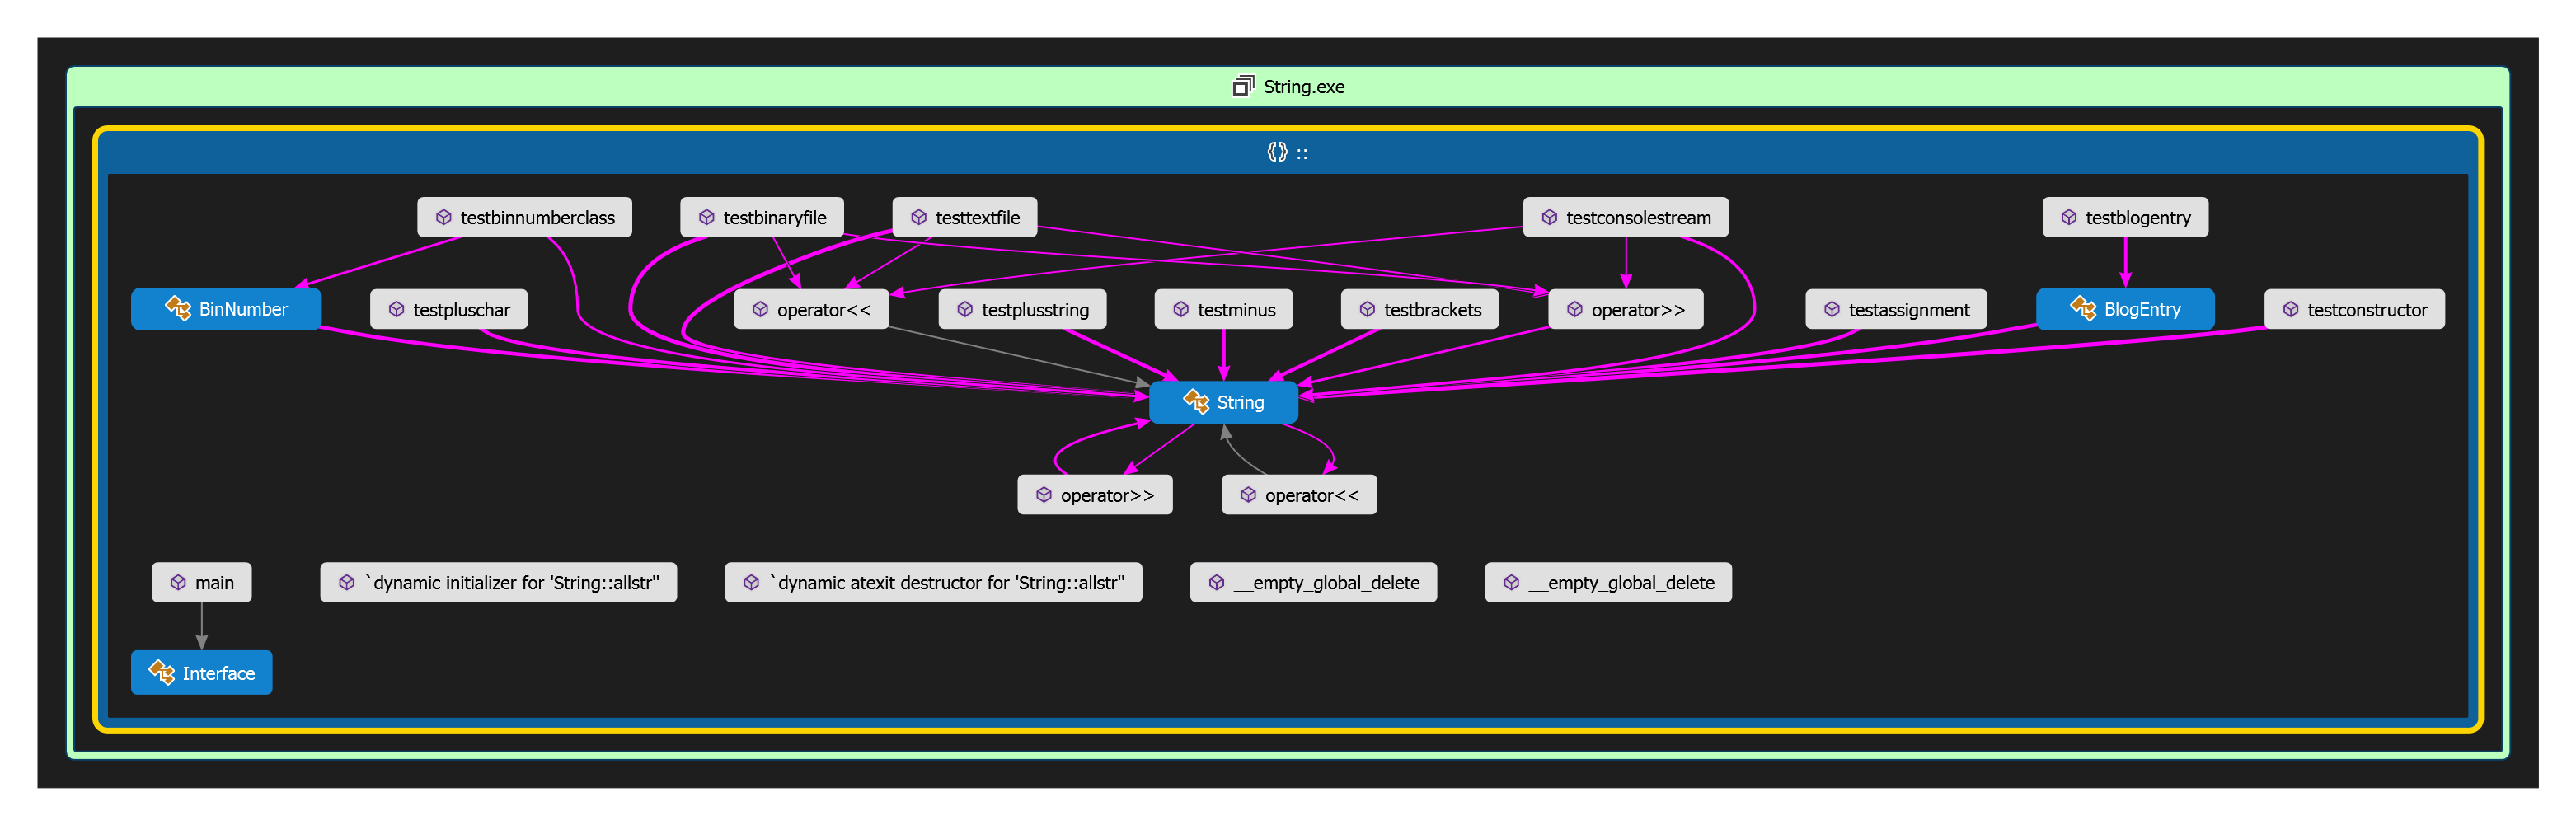 String.exe
{} ::
testbinnumberclass
testbinaryfile
testtextfile
testconsolestream
testblogentry
BinNumber
testpluschar
operator<<
testplusstring
testminus
testbrackets
operator>>
testassignment
BlogEntry
testconstructor
String
operator>>
operator<<
main
`dynamic initializer for 'String::allstr''
`dynamic atexit destructor for 'String::allstr''
__empty_global_delete
__empty_global_delete
Interface